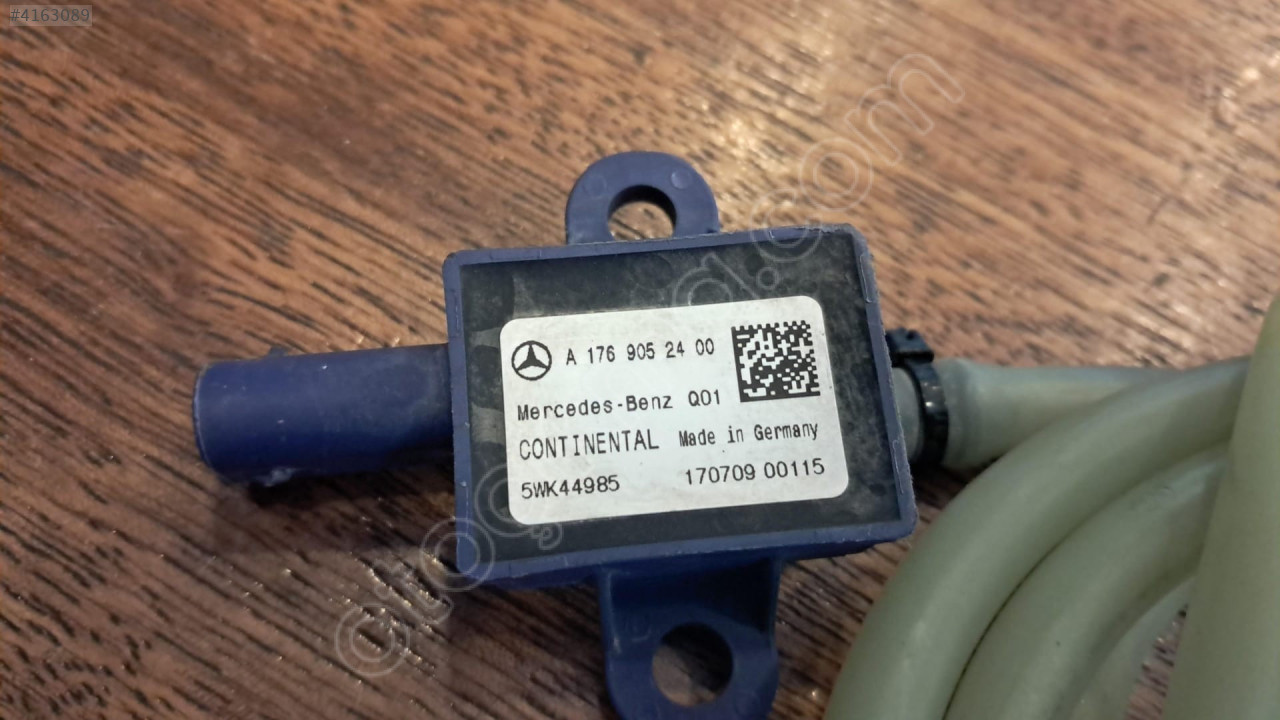 #4163089
A 176 905 24 00
Mercedes-Benz Q01
CONTINENTAL Made in Germany
5WK44985 170709 00115